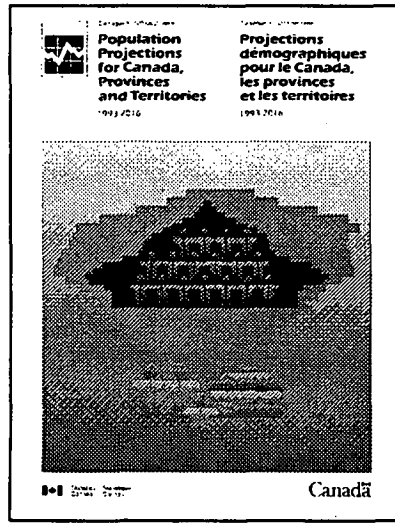 Population
Projections
for Canada,
Provinces
and Territories
1993-2016
Projections
démographiques
pour le Canada,
les provinces
et les territoires
1993-2016
Canada